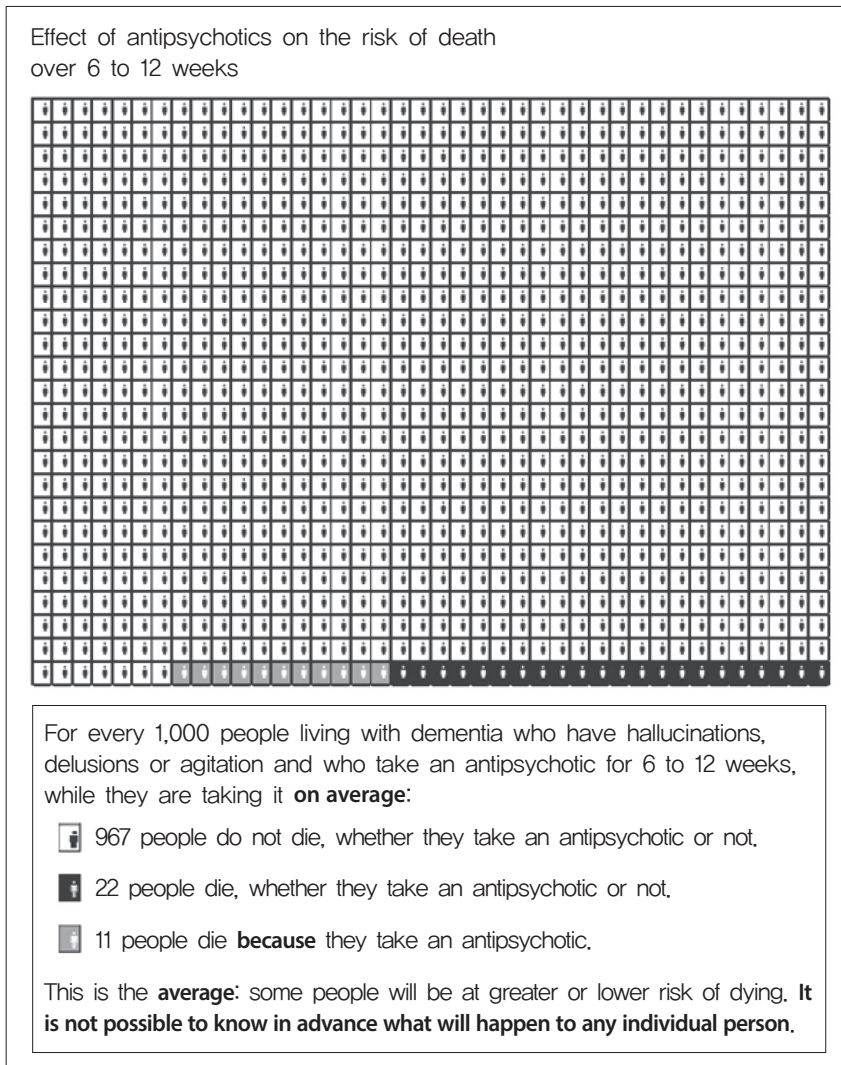 Effect of antipsychotics on the risk of death
over 6 to 12 weeks
For every 1,000 people living with dementia who have hallucinations,
delusions or agitation and who take an antipsychotic for 6 to 12 weeks,
while they are taking it on average:
967 people do not die, whether they take an antipsychotic or not.
22 people die, whether they take an antipsychotic or not.
11 people die because they take an antipsychotic.
This is the average: some people will be at greater or lower risk of dying. It
is not possible to know in advance what will happen to any individual person.